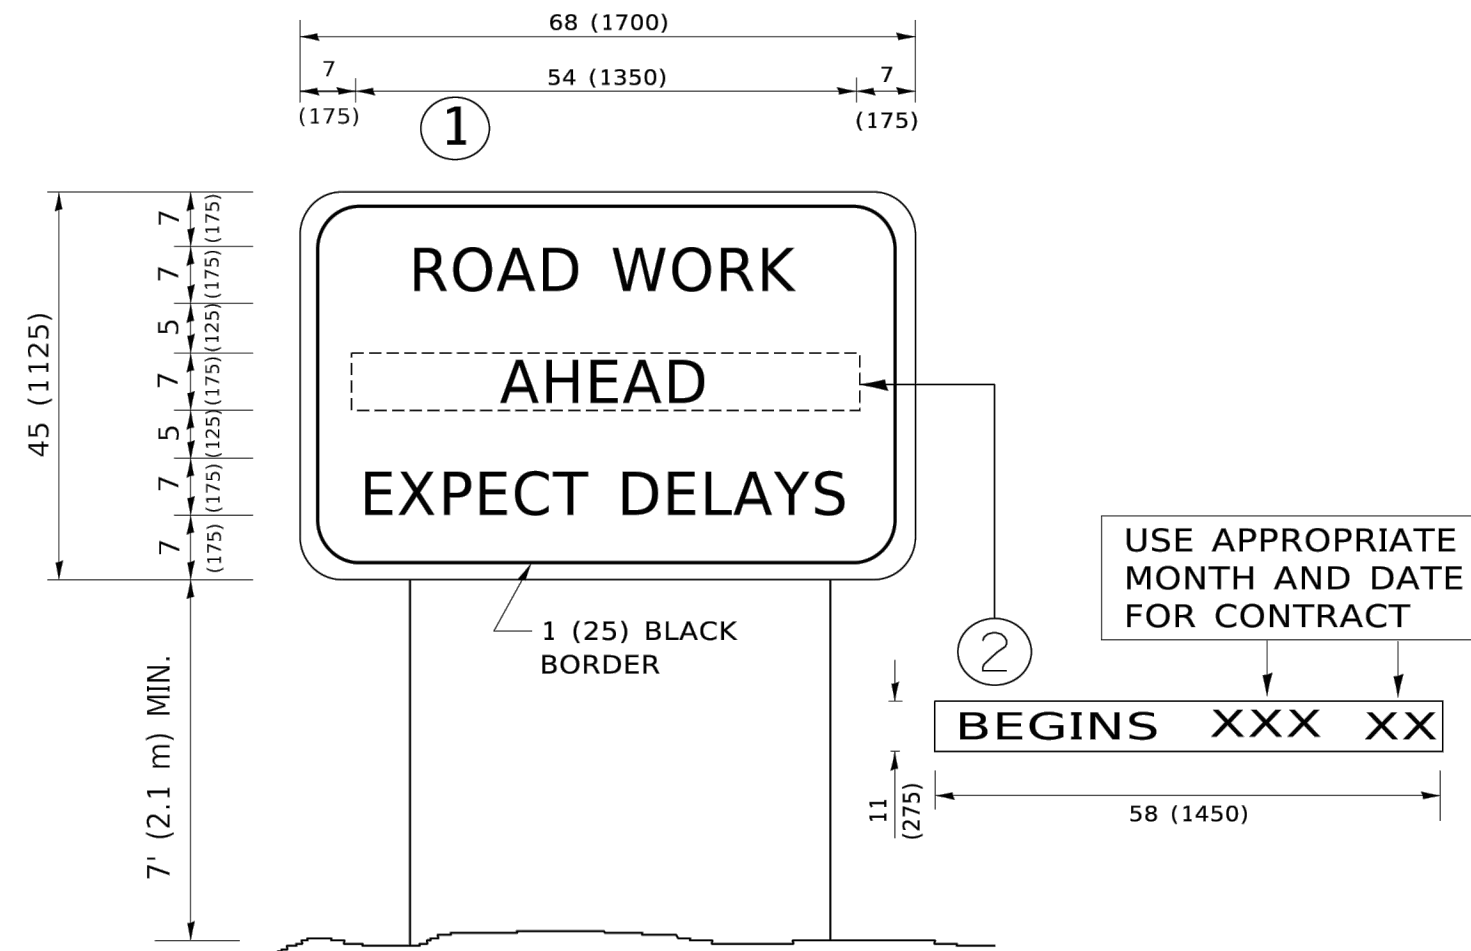 68 (1700)
7
54 (1350)
7
(175)
(175)
1
7
(175)
7
(175)
5
(125)
7
(175)
5
(125)
7
(175)
7
(175)
45 (1125)
ROAD WORK
AHEAD
EXPECT DELAYS
1 (25) BLACK
BORDER
7' (2.1 m) MIN.
2
USE APPROPRIATE
MONTH AND DATE
FOR CONTRACT
BEGINS XXX XX
11
(275)
58 (1450)